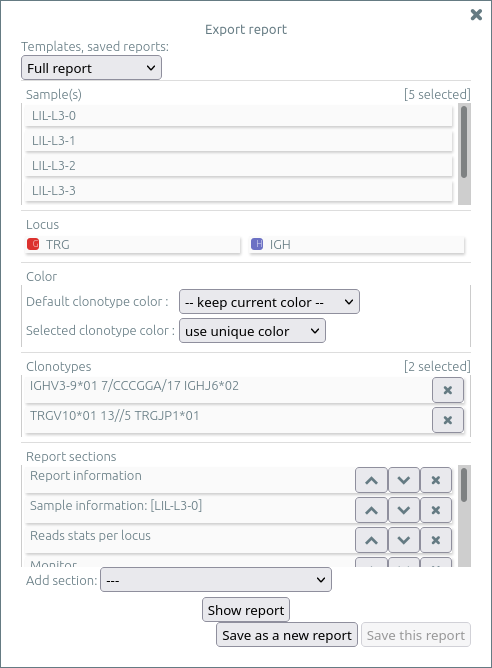 Export report
Templates, saved reports:
Full report
Sample(s) [5 selected]
LIL-L3-0
LIL-L3-1
LIL-L3-2
LIL-L3-3
Locus
G TRG H IGH
Color
Default clonotype color : -- keep current color --
Selected clonotype color : use unique color
Clonotypes [2 selected]
IGHV3-9*01 7/CCCGGA/17 IGHJ6*02
TRGV10*01 13//5 TRGJP1*01
Report sections
Report information
Sample information: [LIL-L3-0]
Reads stats per locus
Monitor
Add section: ---
Show report
Save as a new report Save this report